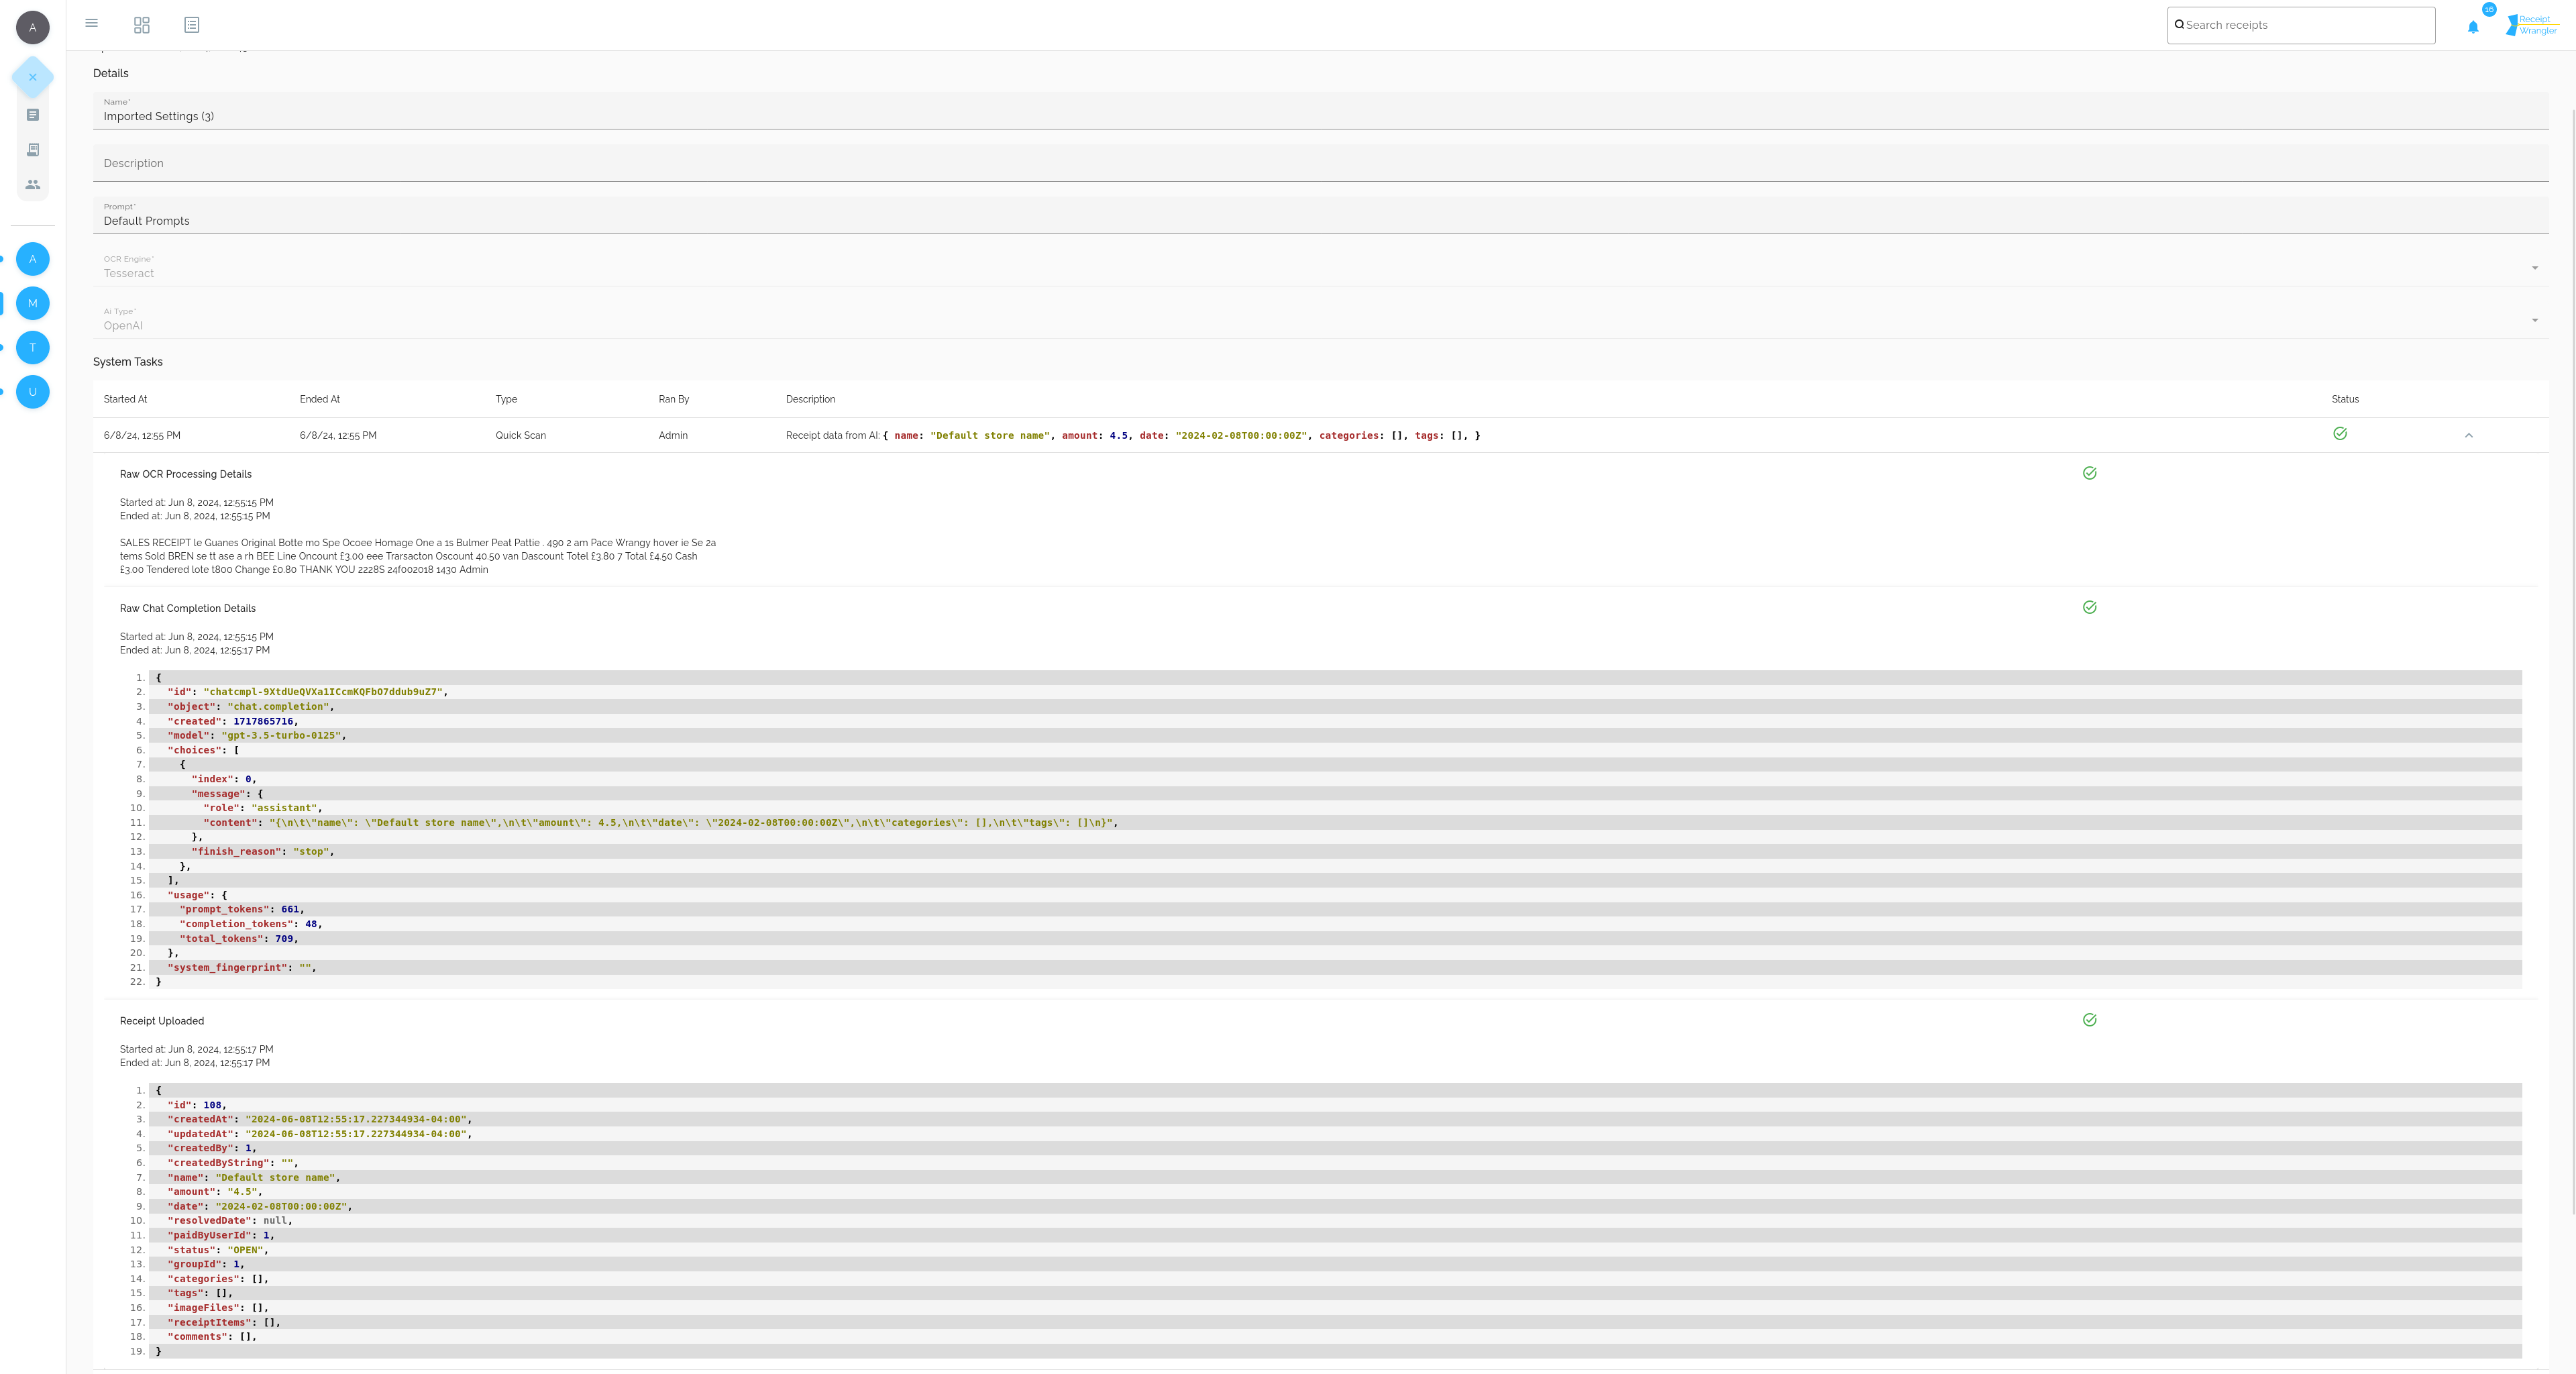 A
Search receipts
16
Receipt
Wrangler
Details
Name*
Imported Settings (3)
Description
Prompt*
Default Prompts
OCR Engine*
Tesseract
AI Type*
OpenAI
A
M
T
U
System Tasks
Started At Ended At Type Ran By Description Status
6/8/24, 12:55 PM 6/8/24, 12:55 PM Quick Scan Admin Receipt data from AI: { name: "Default store name", amount: 4.5, date: "2024-02-08T00:00:00Z", categories: [], tags: [], }
Raw OCR Processing Details
Started at: Jun 8, 2024, 12:55:15 PM
Ended at: Jun 8, 2024, 12:55:15 PM
SALES RECEIPT le Guanes Original Botte mo Spe Ocoee Homage One a 1s Bulmer Peat Pattie . 490 2 am Pace Wrangy hover ie Se 2a
tems Sold BREN se tt ase a rh BEE Line Oncount £3.00 eee Trarsacton Oscount 40.50 van Dascount Totel £3.80 7 Total £4.50 Cash
£3.00 Tendered lote t800 Change £0.80 THANK YOU 2228S 24f002018 1430 Admin
Raw Chat Completion Details
Started at: Jun 8, 2024, 12:55:15 PM
Ended at: Jun 8, 2024, 12:55:17 PM
1. {
2. "id": "chatcmpl-9XtdUeQVXa1ICcmKQFbO7ddub9uZ7",
3. "object": "chat.completion",
4. "created": 1717865716,
5. "model": "gpt-3.5-turbo-0125",
6. "choices": [
7. {
8. "index": 0,
9. "message": {
10. "role": "assistant",
11. "content": "{\n\t\"name\": \"Default store name\",\n\t\"amount\": 4.5,\n\t\"date\": \"2024-02-08T00:00:00Z\",\n\t\"categories\": [],\n\t\"tags\": []\n}",
12. },
13. "finish_reason": "stop",
14. },
15. ],
16. "usage": {
17. "prompt_tokens": 661,
18. "completion_tokens": 48,
19. "total_tokens": 709,
20. },
21. "system_fingerprint": "",
22. }
Receipt Uploaded
Started at: Jun 8, 2024, 12:55:17 PM
Ended at: Jun 8, 2024, 12:55:17 PM
1. {
2. "id": 108,
3. "createdAt": "2024-06-08T12:55:17.227344934-04:00",
4. "updatedAt": "2024-06-08T12:55:17.227344934-04:00",
5. "createdBy": 1,
6. "createdByString": "",
7. "name": "Default store name",
8. "amount": "4.5",
9. "date": "2024-02-08T00:00:00Z",
10. "resolvedDate": null,
11. "paidByUserId": 1,
12. "status": "OPEN",
13. "groupId": 1,
14. "categories": [],
15. "tags": [],
16. "imageFiles": [],
17. "receiptItems": [],
18. "comments": [],
19. }